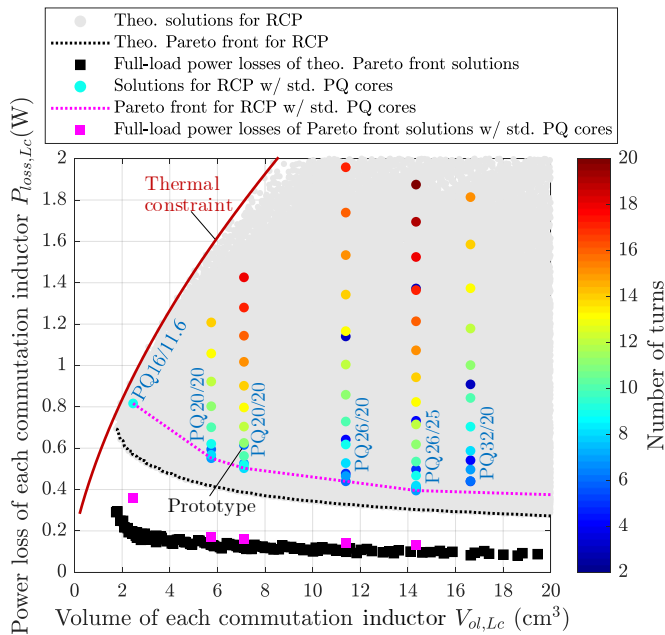 Theo. solutions for RCP
Theo. Pareto front for RCP
Full-load power losses of theo. Pareto front solutions
Solutions for RCP w/ std. PQ cores
Pareto front for RCP w/ std. PQ cores
Full-load power losses of Pareto front solutions w/ std. PQ cores
Power loss of each commutation inductor P_{loss,Lc}(W)
2
1.8
1.6
1.4
1.2
1
0.8
0.6
0.4
0.2
0
Thermal
constraint
PQ16/11.6
PQ20/20
PQ20/20
PQ26/20
PQ26/25
PQ32/20
Prototype
0
2
4
6
8
10
12
14
16
18
20
Volume of each commutation inductor V_{ol,Lc} (cm³)
20
18
16
14
12
10
8
6
4
2
Number of turns